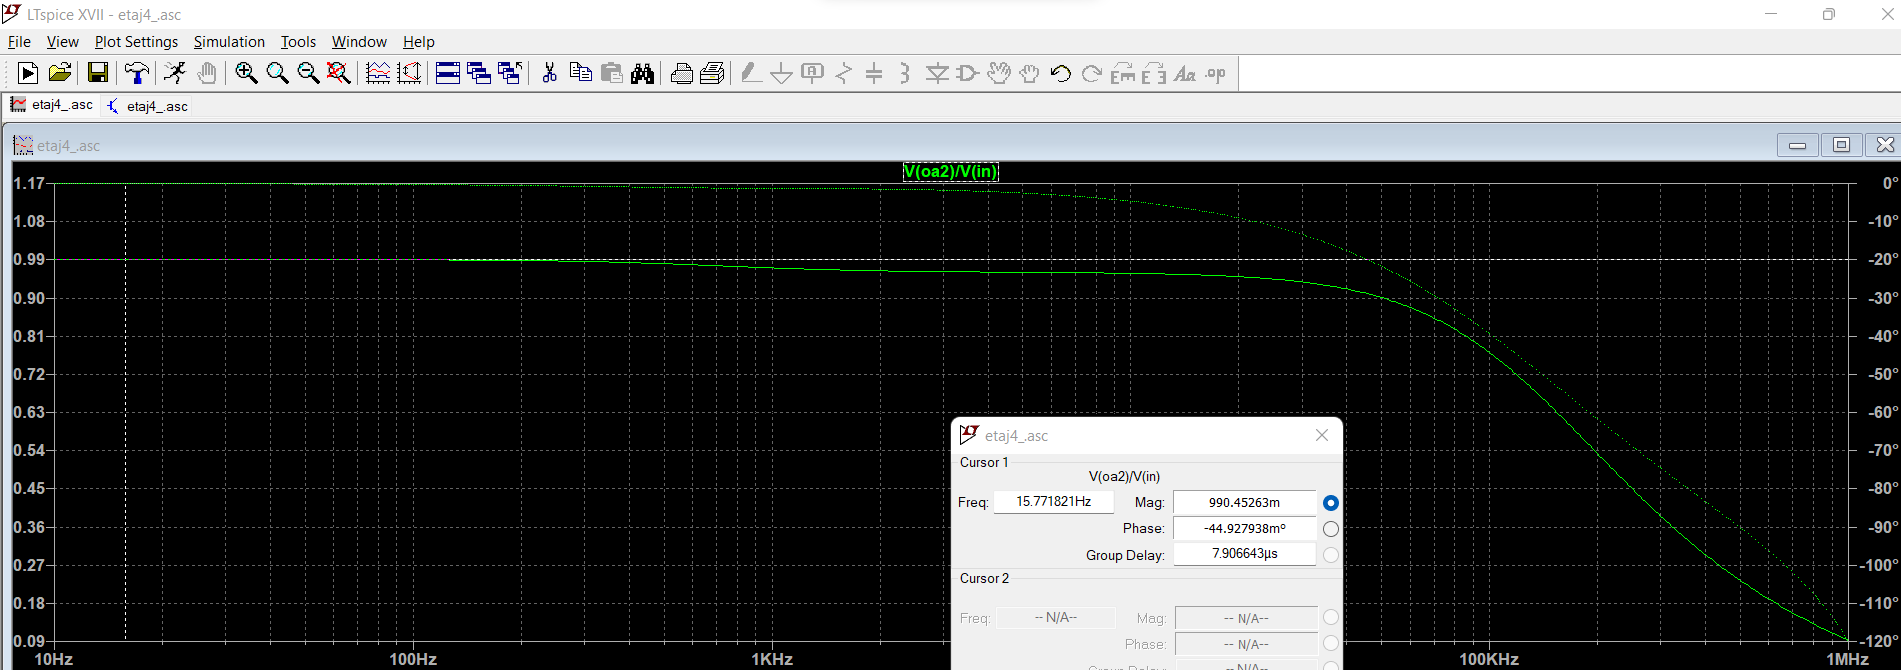 LTspice XVII - etaj4_.asc
File View Plot Settings Simulation Tools Window Help
etaj4_.asc etaj4_.asc
etaj4_.asc
V(oa2)/V(in)
1.17 0°
1.08 -10°
0.99 -20°
0.90 -30°
0.81 -40°
0.72 -50°
0.63 -60°
0.54 -70°
0.45 -80°
0.36 -90°
0.27 -100°
0.18 -110°
0.09 -120°
10Hz 100Hz 1KHz 100KHz 1MHz
etaj4_.asc
Cursor 1
V(oa2)/V(in)
Freq: 15.771821Hz Mag: 990.45263m
Phase: -44.927938m°
Group Delay: 7.906643µs
Cursor 2
Freq: -- N/A-- Mag: -- N/A--
Phase: -- N/A--
Group Delay: -- N/A--